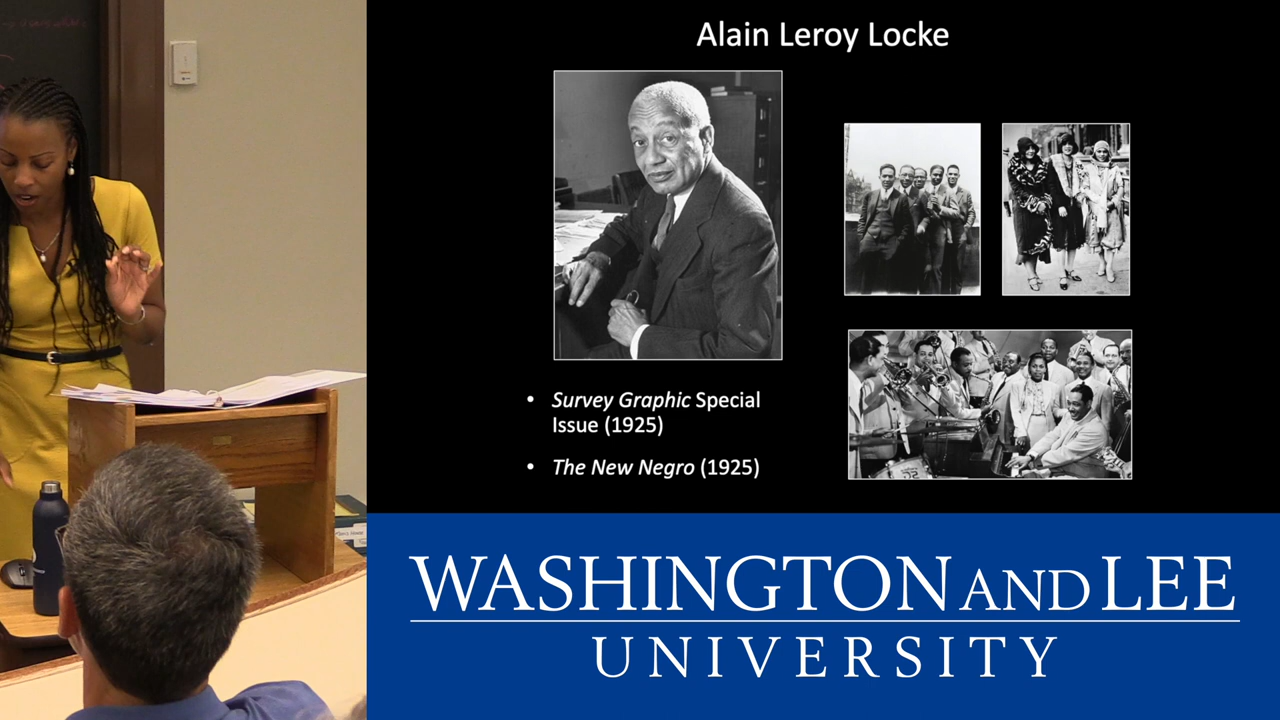 Alain Leroy Locke
• Survey Graphic Special
Issue (1925)
• The New Negro (1925)
WASHINGTON AND LEE
UNIVERSITY